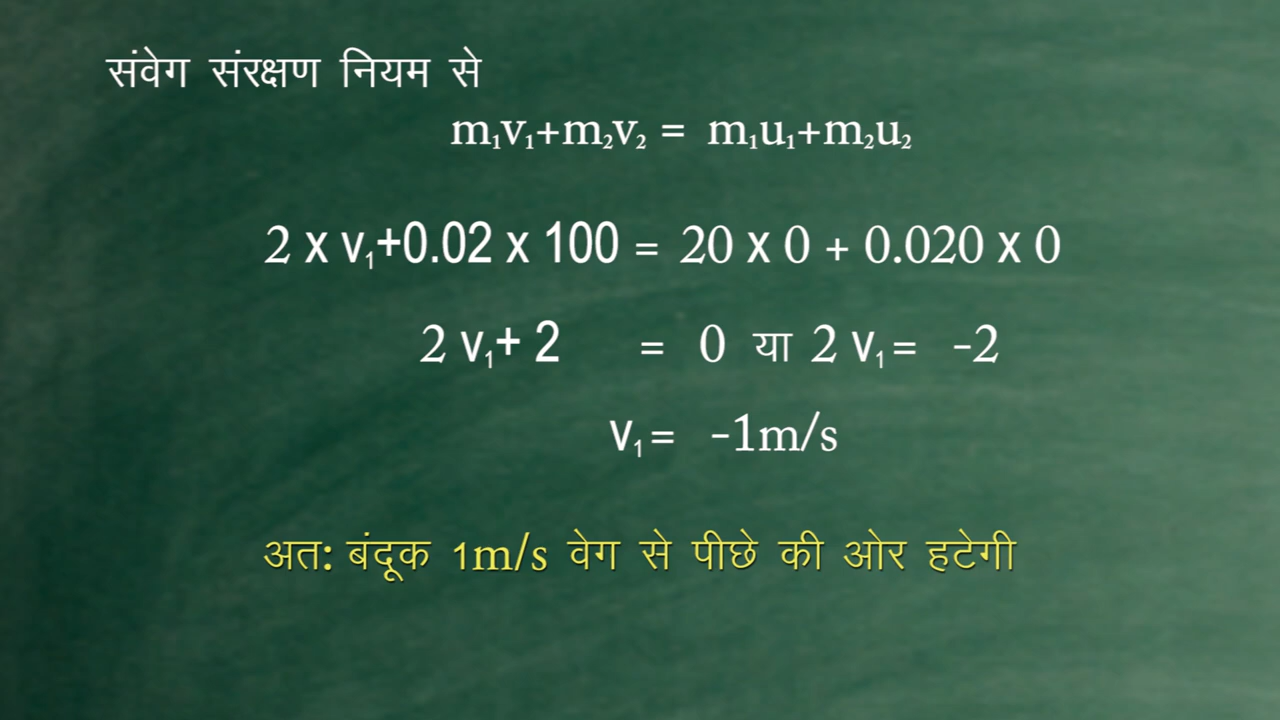 संवेग संरक्षण नियम से
m₁v₁+m₂v₂ = m₁u₁+m₂u₂
2 x v₁+0.02 x 100 = 20 x 0 + 0.020 x 0
2 v₁+ 2 = 0 या 2 v₁= -2
v₁= -1m/s
अत: बंदूक 1m/s वेग से पीछे की ओर हटेगी